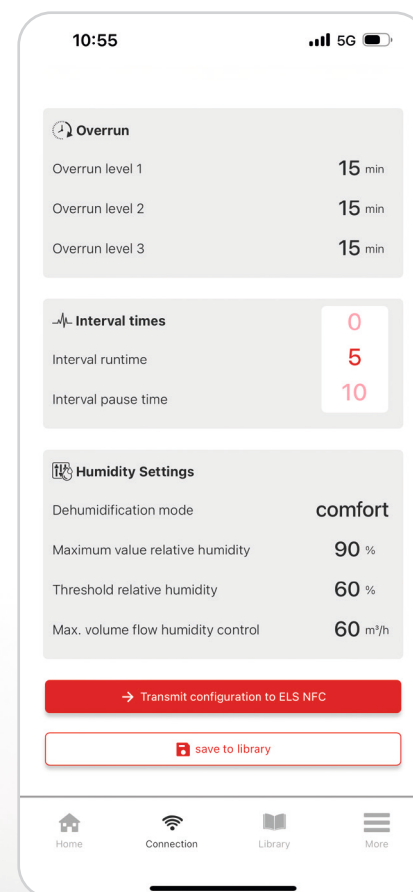 10:55 5G
Overrun
Overrun level 1 15 min
Overrun level 2 15 min
Overrun level 3 15 min
Interval times 0
Interval runtime 5
Interval pause time 10
Humidity Settings
Dehumidification mode comfort
Maximum value relative humidity 90 %
Threshold relative humidity 60 %
Max. volume flow humidity control 60 m³/h
→ Transmit configuration to ELS NFC
save to library
Home Connection Library More